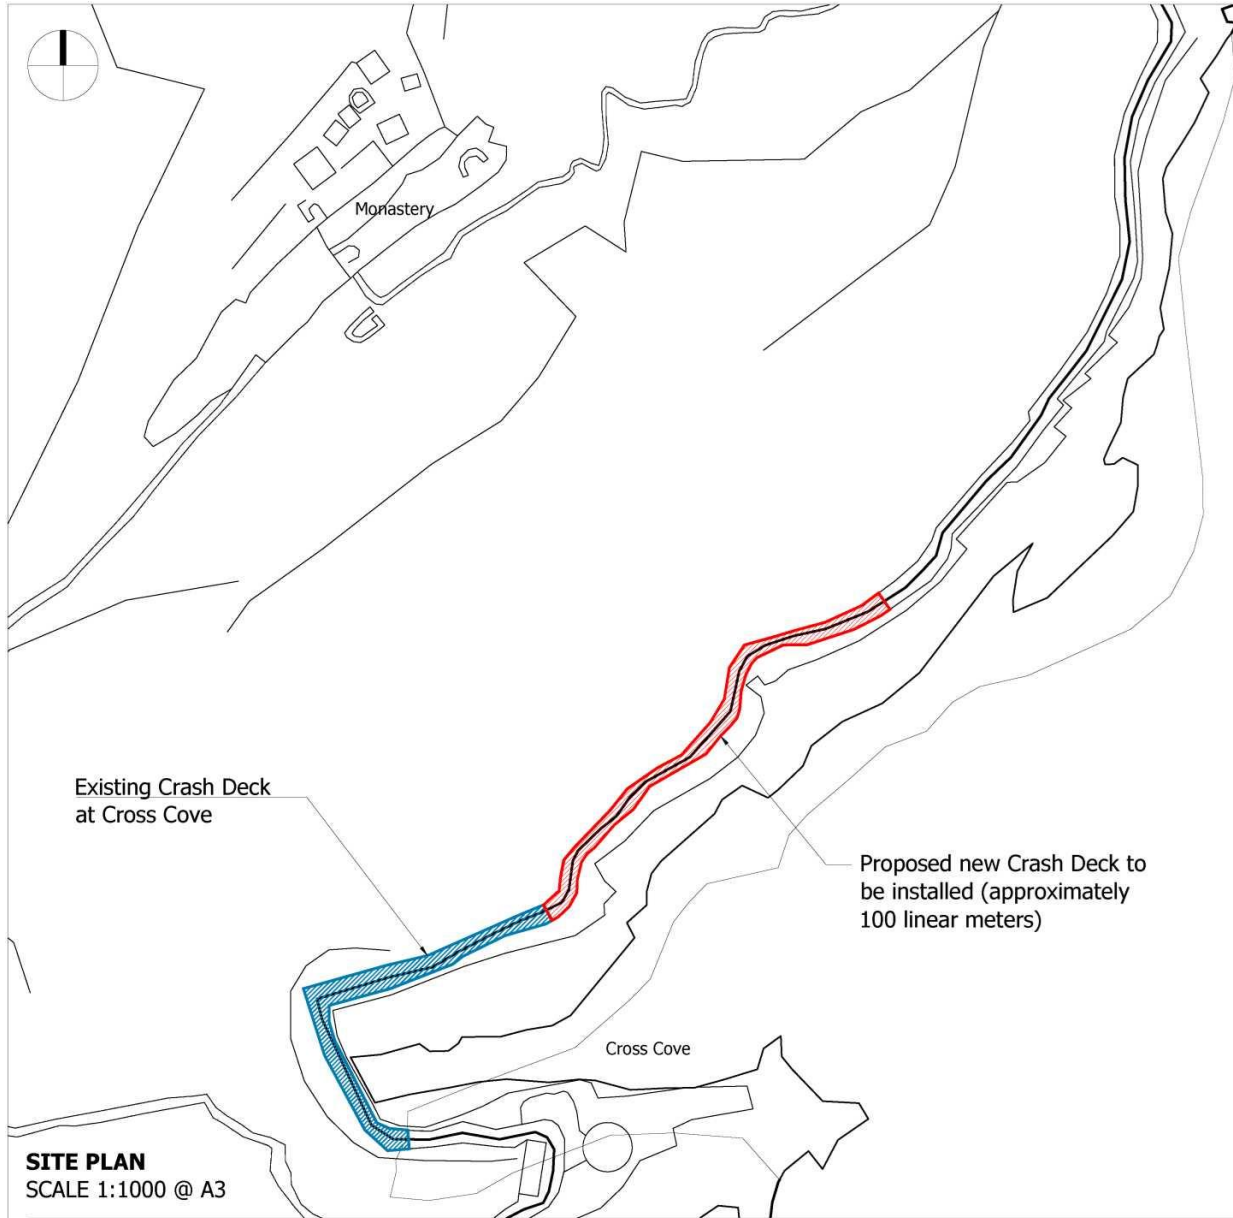 Monastery
Existing Crash Deck
at Cross Cove
Proposed new Crash Deck to
be installed (approximately
100 linear meters)
Cross Cove
SITE PLAN
SCALE 1:1000 @ A3